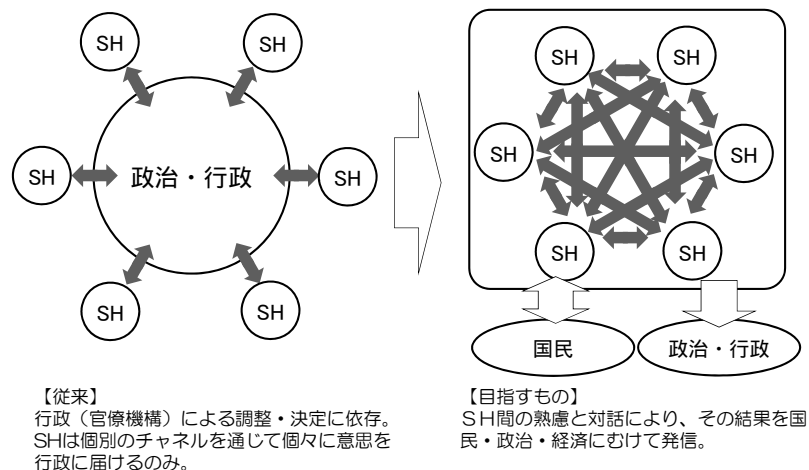 SH
SH
SH
政治・行政
SH
SH
SH
SH
SH
SH
SH
SH
SH
国民
政治・行政
【従来】
行政（官僚機構）による調整・決定に依存。
SHは個別のチャネルを通じて個々に意思を
行政に届けるのみ。
【目指すもの】
ＳＨ間の熟慮と対話により、その結果を国
民・政治・経済にむけて発信。